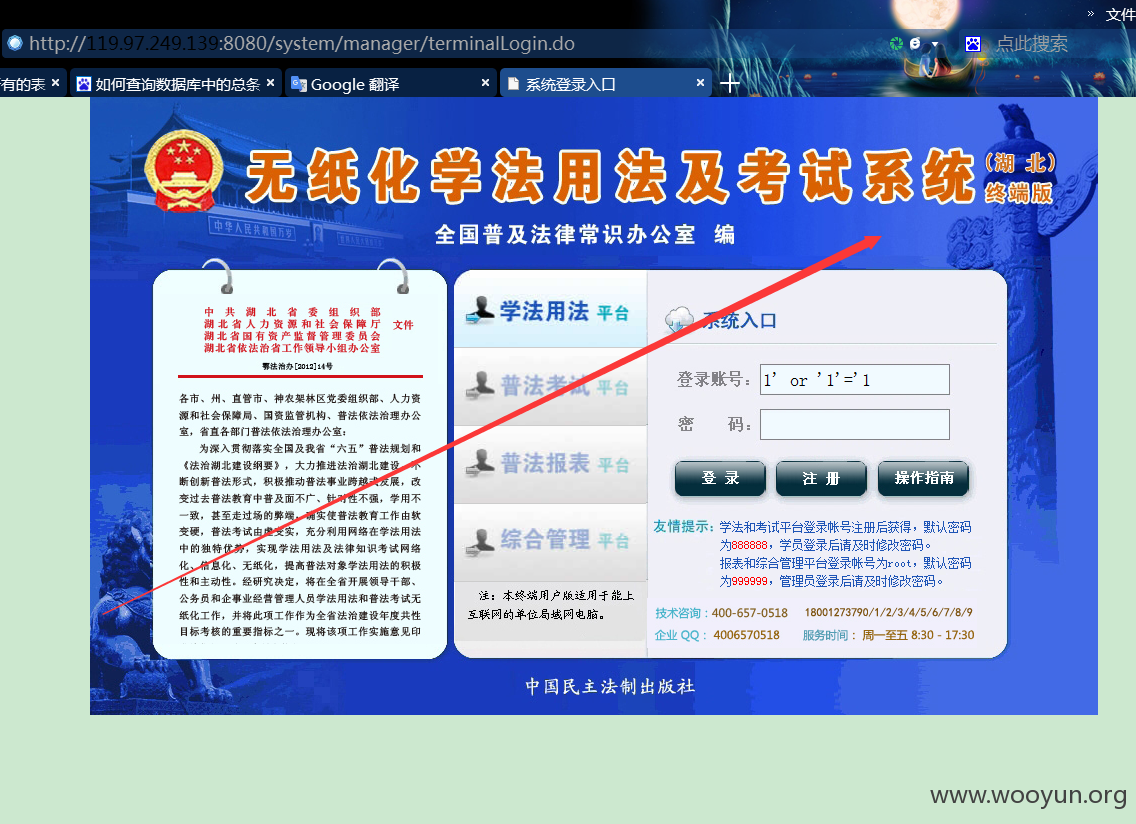 » 文件
http://119.97.249.139:8080/system/manager/terminalLogin.do
点此搜索
有的表 × 如何查询数据库中的总条 × Google 翻译 × 系统登录入口 ×
无纸化学法用法及考试系统
(湖 北)
终端版
中华人民共和国万岁
全国普及法律常识办公室 编
中共湖北省委组织部
湖北省人力资源和社会保障厅 文件
湖北省国有资产监督管理委员会
湖北省依法治省工作领导小组办公室
鄂法治办[2012]14号
各市、州、直管市、神农架林区党委组织部、人力资
源和社会保障局、国资监管机构、普法依法治理办公
室，省直各部门普法依法治理办公室：
为深入贯彻落实全国及我省“六五”普法规划和
《法治湖北建设纲要》，大力推进法治湖北建设，不
断创新普法形式，积极推动普法事业跨越式发展，改
变过去普法教育中普及面不广、针对性不强，学用不
一致，甚至走过场的弊端，确实使普法教育工作由软
变硬，普法考试由虚变实，充分利用网络在学法用法
中的独特优势，实现学法用法及法律知识考试网络
化、信息化、无纸化，提高普法对象学法用法的积极
性和主动性。经研究决定，将在全省开展领导干部、
公务员和企事业经营管理人员学法用法和普法考试无
纸化工作，并将此项工作作为全省法治建设年度共性
目标考核的重要指标之一。现将该项工作实施意见印
学法用法 平台
普法考试 平台
普法报表 平台
综合管理 平台
注：本终端用户版适用于能上
互联网的单位局域网电脑。
系统入口
登录账号： 1' or '1'='1
密 码：
登 录 注 册 操作指南
友情提示：学法和考试平台登录帐号注册后获得，默认密码
为888888，学员登录后请及时修改密码。
报表和综合管理平台登录帐号为root，默认密码
为999999，管理员登录后请及时修改密码。
技术咨询：400-657-0518 18001273790/1/2/3/4/5/6/7/8/9
企业 QQ： 4006570518 服务时间： 周一至五 8:30 - 17:30
中国民主法制出版社
www.wooyun.org